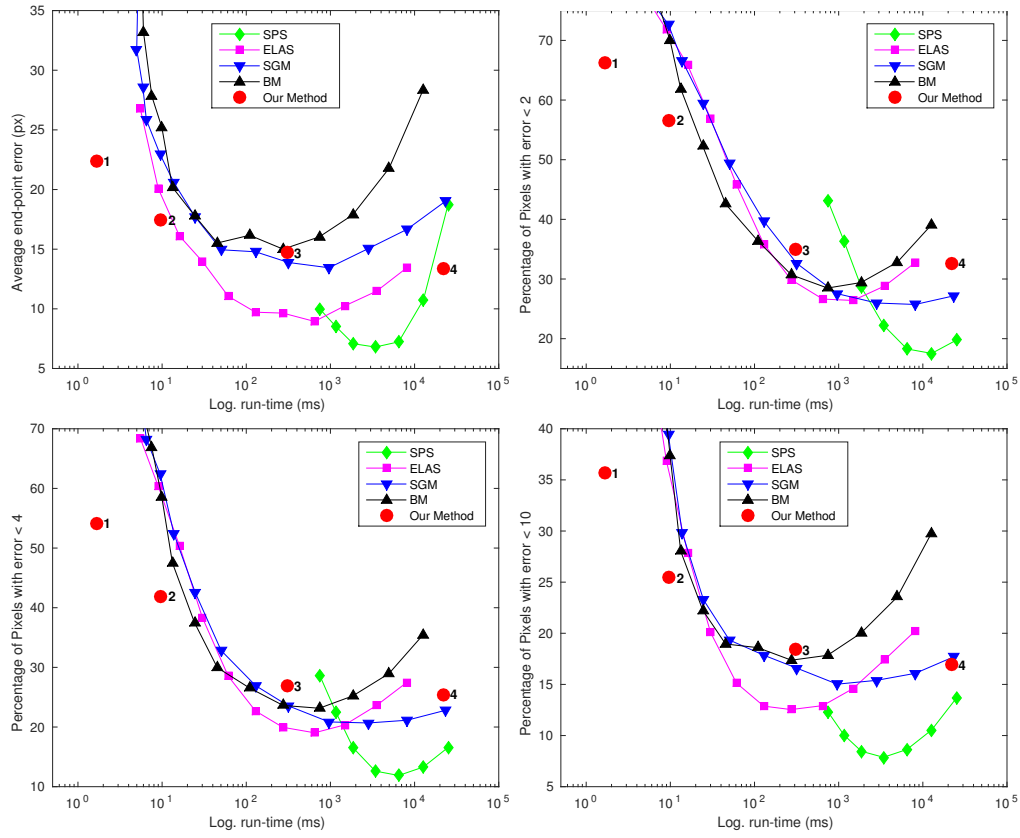 35
30
25
20
15
10
5
Average end-point error (px)
SPS
ELAS
SGM
BM
Our Method
1
2
3
4
10^0
10^1
10^2
10^3
10^4
10^5
Log. run-time (ms)
70
60
50
40
30
20
Percentage of Pixels with error < 2
SPS
ELAS
SGM
BM
Our Method
1
2
3
4
10^0
10^1
10^2
10^3
10^4
10^5
Log. run-time (ms)
70
60
50
40
30
20
10
Percentage of Pixels with error < 4
SPS
ELAS
SGM
BM
Our Method
1
2
3
4
10^0
10^1
10^2
10^3
10^4
10^5
Log. run-time (ms)
40
35
30
25
20
15
10
5
Percentage of Pixels with error < 10
SPS
ELAS
SGM
BM
Our Method
1
2
3
4
10^0
10^1
10^2
10^3
10^4
10^5
Log. run-time (ms)